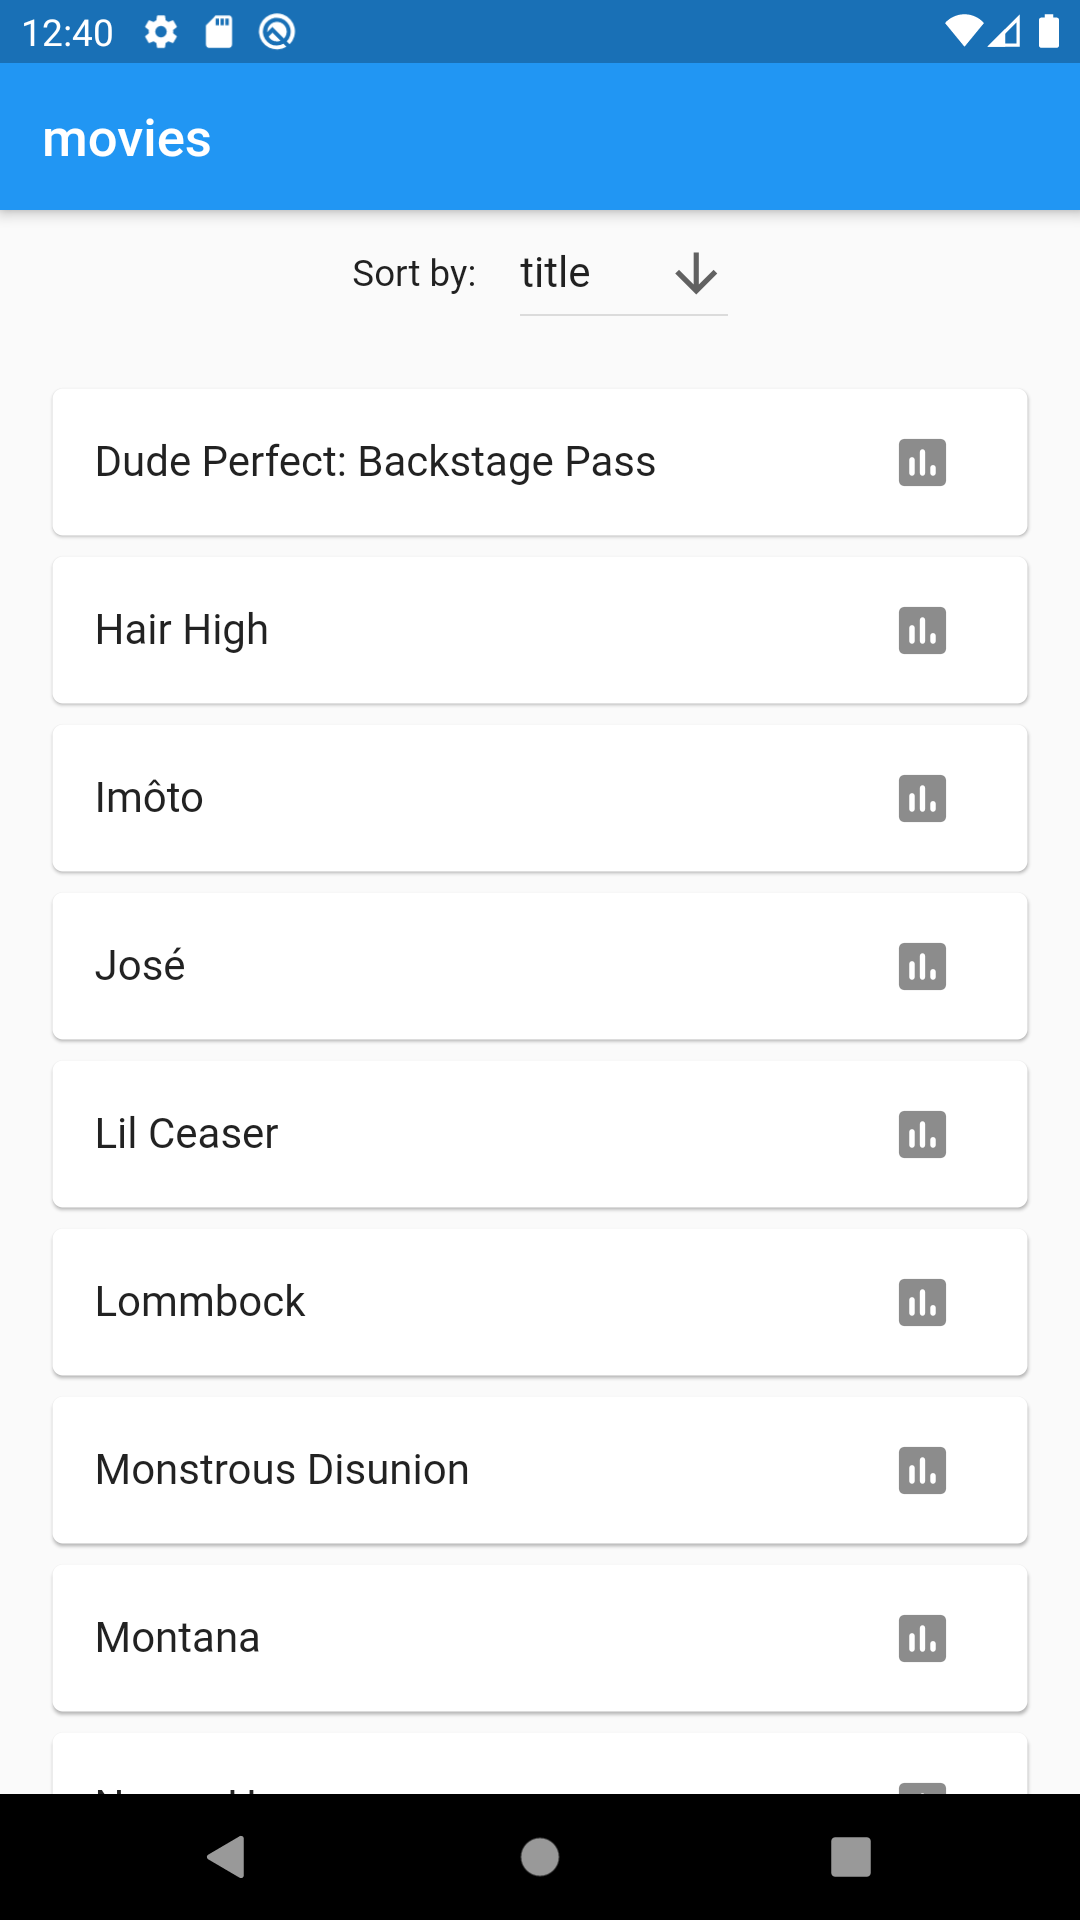 12:40
movies
Sort by: title
Dude Perfect: Backstage Pass
Hair High
Imôto
José
Lil Ceaser
Lommbock
Monstrous Disunion
Montana